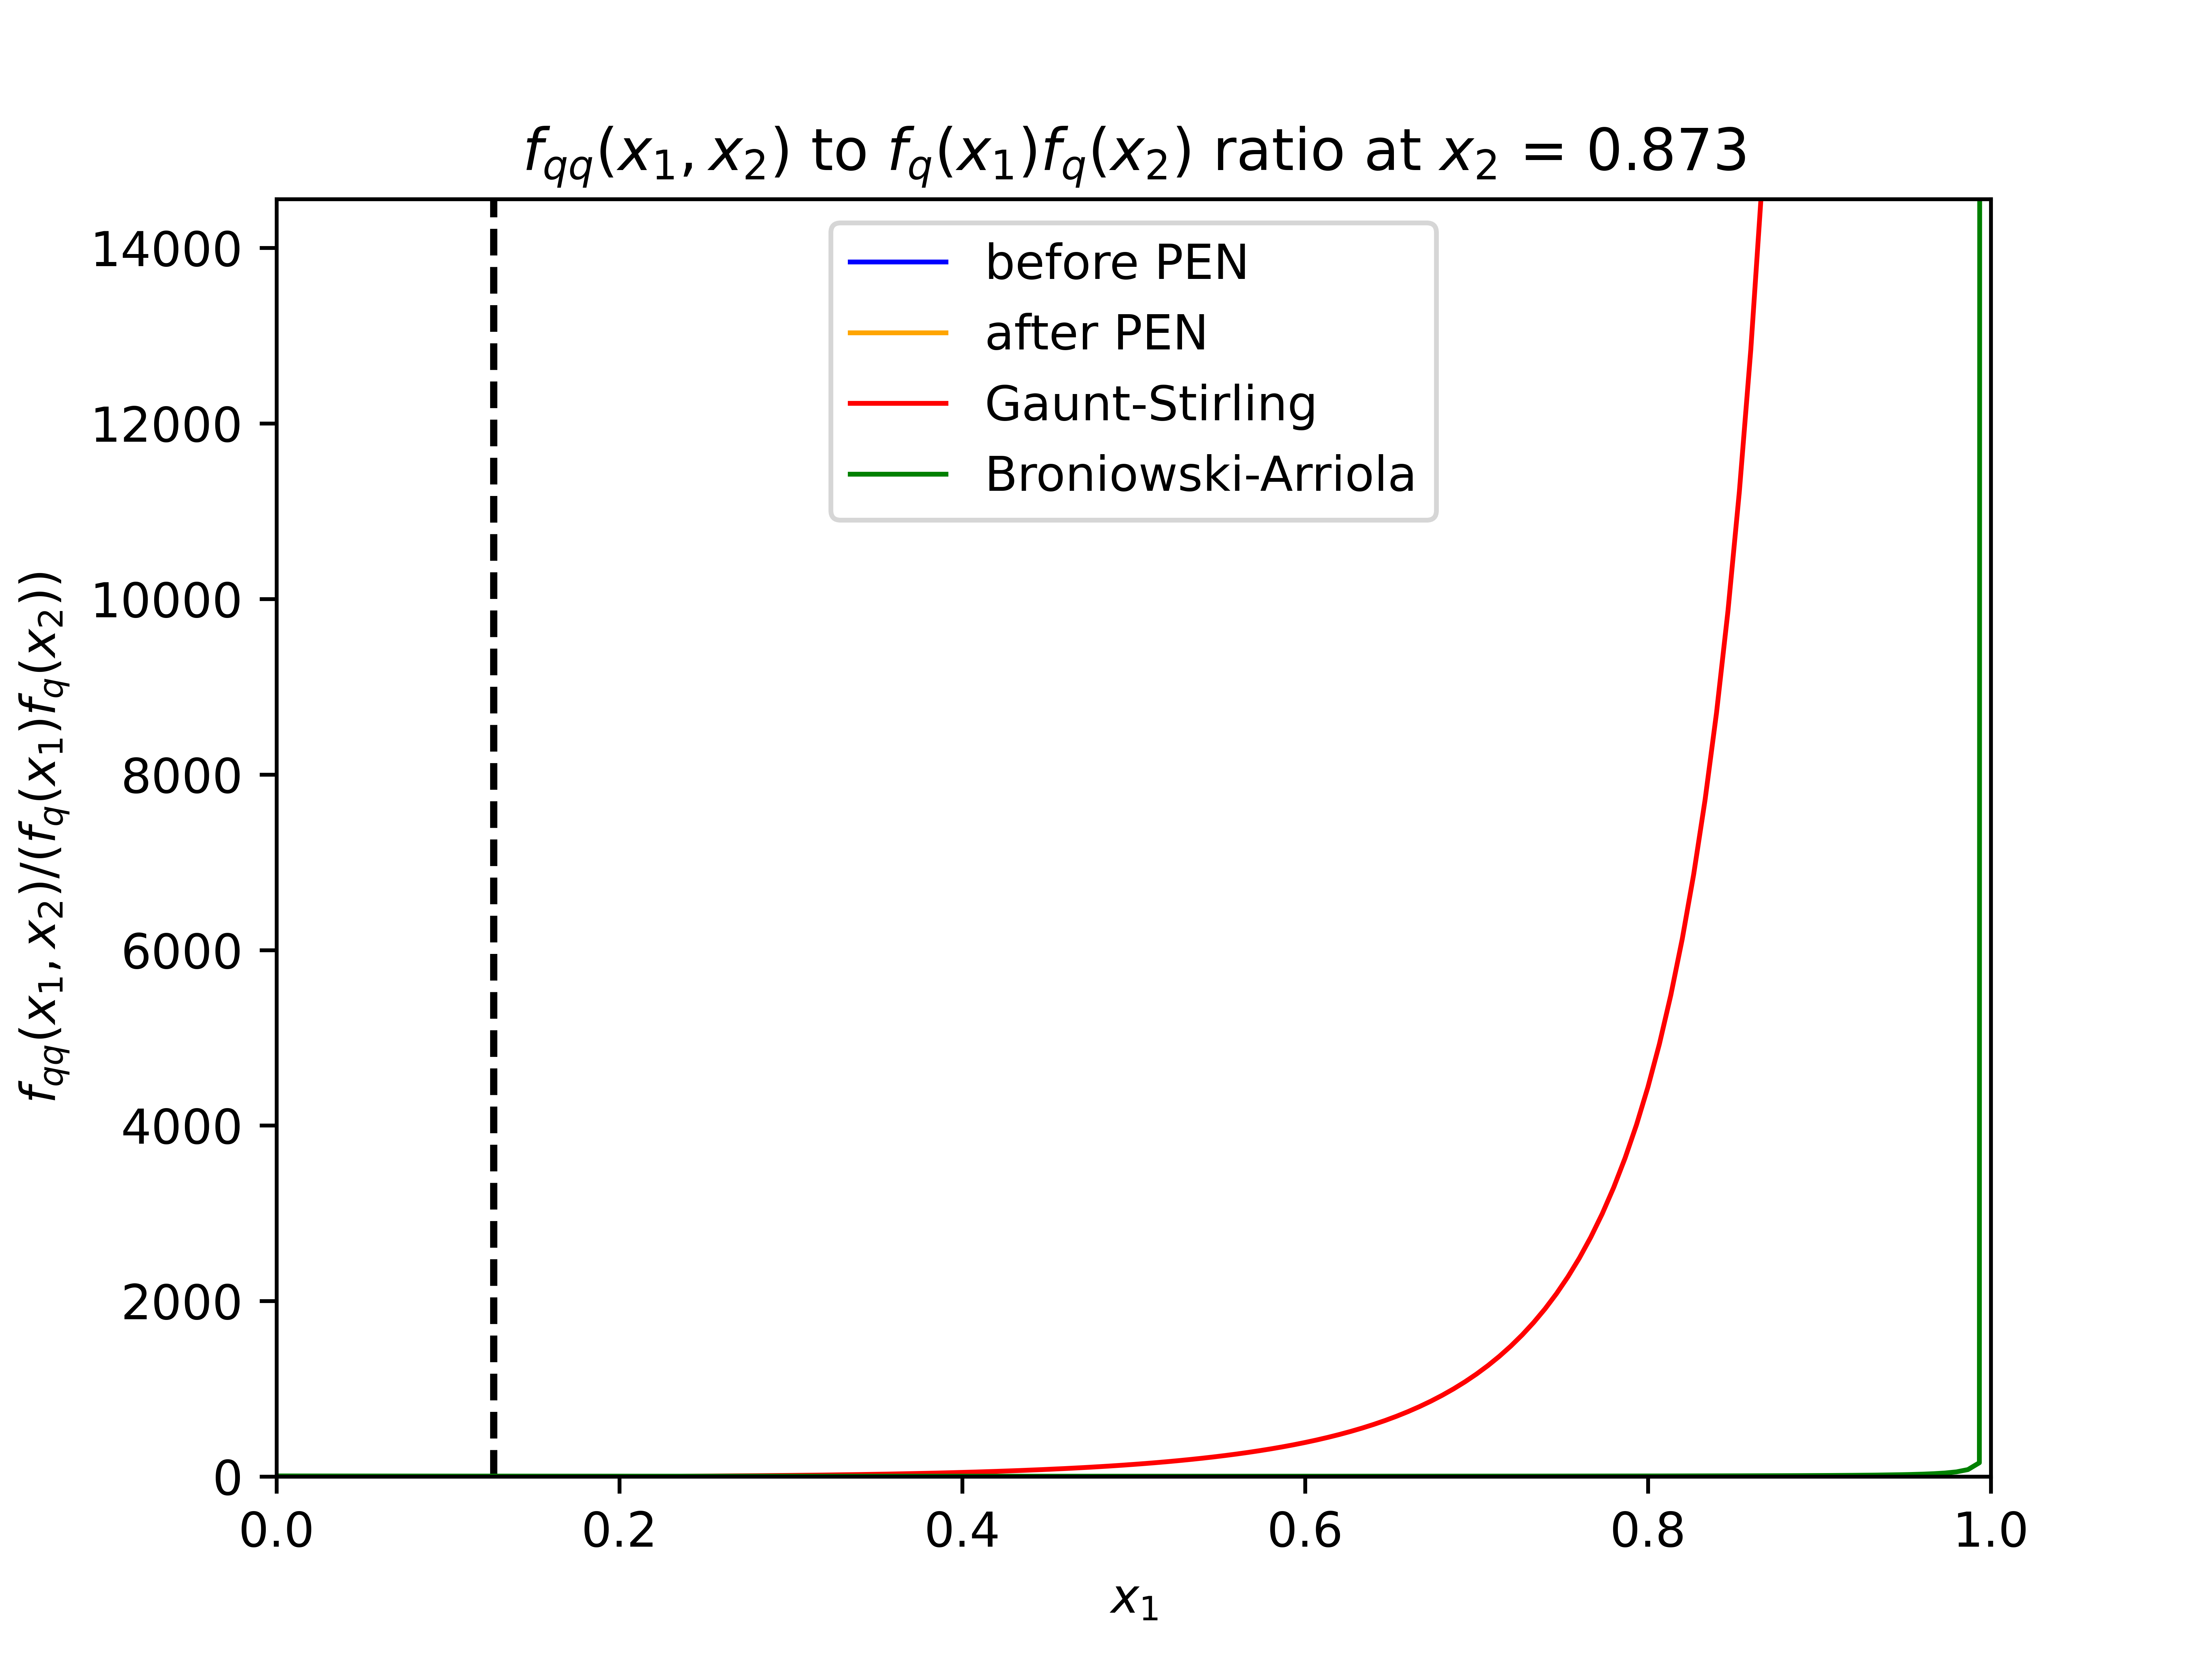 f_qq(x_1, x_2) to f_q(x_1)f_q(x_2) ratio at x_2 = 0.873
before PEN
after PEN
Gaunt-Stirling
Broniowski-Arriola
f_qq(x_1, x_2)/(f_q(x_1)f_q(x_2))
14000
12000
10000
8000
6000
4000
2000
0
0.0 0.2 0.4 0.6 0.8 1.0
x_1